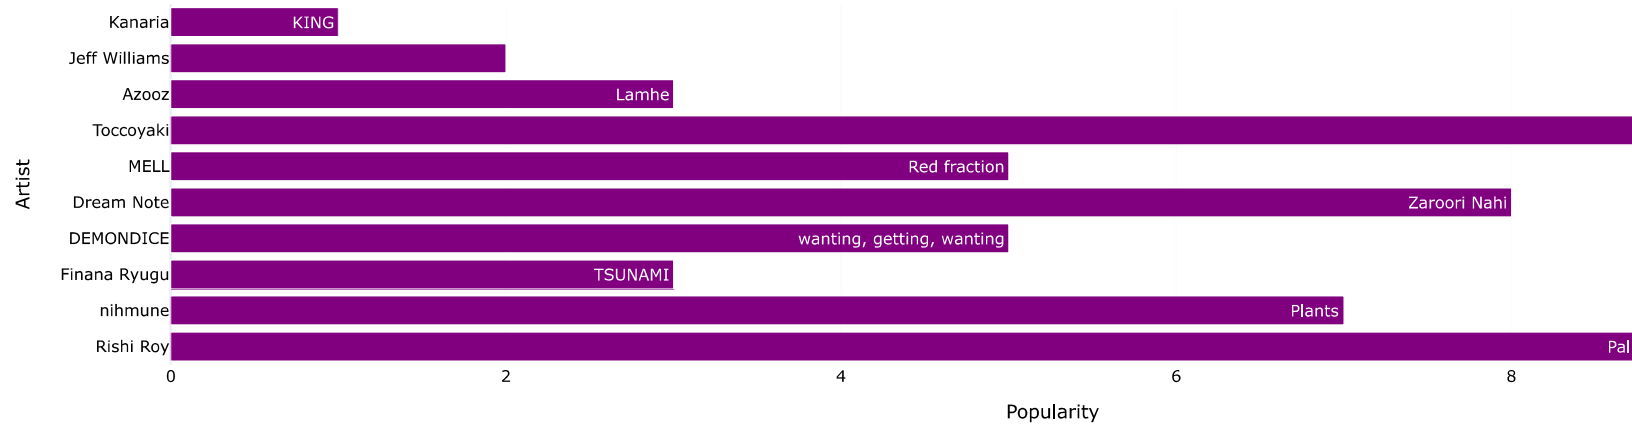 Kanaria KING
Jeff Williams
Azooz Lamhe
Toccoyaki
MELL Red fraction
Dream Note Zaroori Nahi
DEMONDICE wanting, getting, wanting
Finana Ryugu TSUNAMI
nihmune Plants
Rishi Roy Pal
Artist
0 2 4 6 8
Popularity